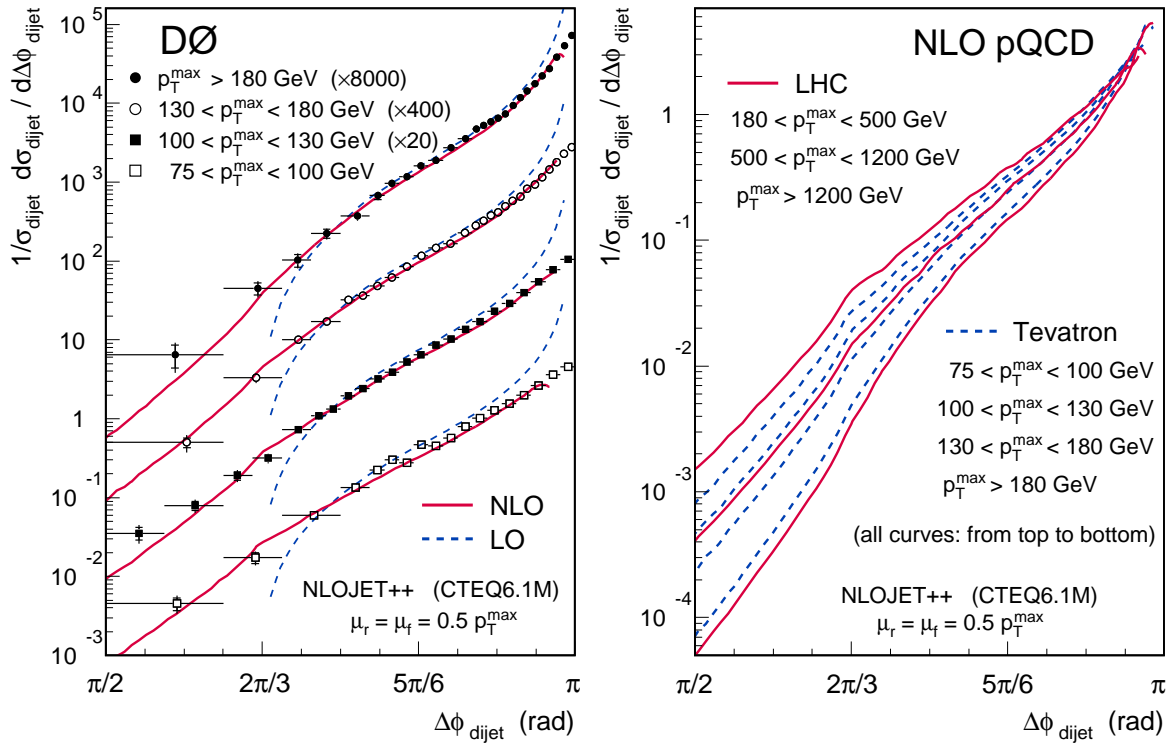 DØ
p_T^max > 180 GeV (×8000)
130 < p_T^max < 180 GeV (×400)
100 < p_T^max < 130 GeV (×20)
75 < p_T^max < 100 GeV
NLO
LO
NLOJET++ (CTEQ6.1M)
μ_r = μ_f = 0.5 p_T^max
1/σ_dijet dσ_dijet / dΔϕ_dijet
10^5
10^4
10^3
10^2
10
1
10^-1
10^-2
10^-3
10
π/2
2π/3
5π/6
π
Δϕ_dijet (rad)
NLO pQCD
LHC
180 < p_T^max < 500 GeV
500 < p_T^max < 1200 GeV
p_T^max > 1200 GeV
Tevatron
75 < p_T^max < 100 GeV
100 < p_T^max < 130 GeV
130 < p_T^max < 180 GeV
p_T^max > 180 GeV
(all curves: from top to bottom)
NLOJET++ (CTEQ6.1M)
μ_r = μ_f = 0.5 p_T^max
1/σ_dijet dσ_dijet / dΔϕ_dijet
1
10^-1
10^-2
10^-3
10^-4
π/2
2π/3
5π/6
π
Δϕ_dijet (rad)